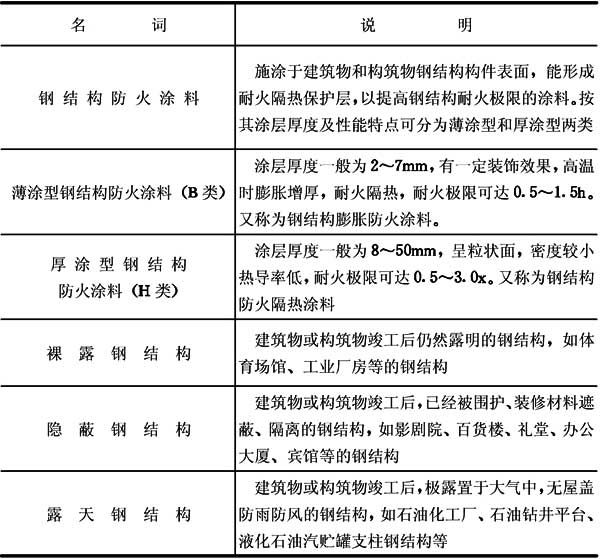 名 词 说 明
钢结构防火涂料
施涂于建筑物和构筑物钢结构构件表面，能形成
耐火隔热保护层，以提高钢结构耐火极限的涂料。按
其涂层厚度及性能特点可分为薄涂型和厚涂型两类
薄涂型钢结构防火涂料（B类）
涂层厚度一般为2～7mm，有一定装饰效果，高温
时膨胀增厚，耐火隔热，耐火极限可达0.5～1.5h。
又称为钢结构膨胀防火涂料。
厚涂型钢结构
防火涂料（H类）
涂层厚度一般为8～50mm，呈粒状面，密度较小
热导率低，耐火极限可达0.5～3.0x。又称为钢结构
防火隔热涂料
裸露钢结构
建筑物或构筑物竣工后仍然露明的钢结构，如体
育场馆、工业厂房等的钢结构
隐蔽钢结构
建筑物或构筑物竣工后，已经被围护、装修材料遮
蔽、隔离的钢结构，如影剧院、百货楼、礼堂、办公
大厦、宾馆等的钢结构
露天钢结构
建筑物或构筑物竣工后，极露置于大气中，无屋盖
防雨防风的钢结构，如石油化工厂、石油钻井平台、
液化石油汽贮罐支柱钢结构等